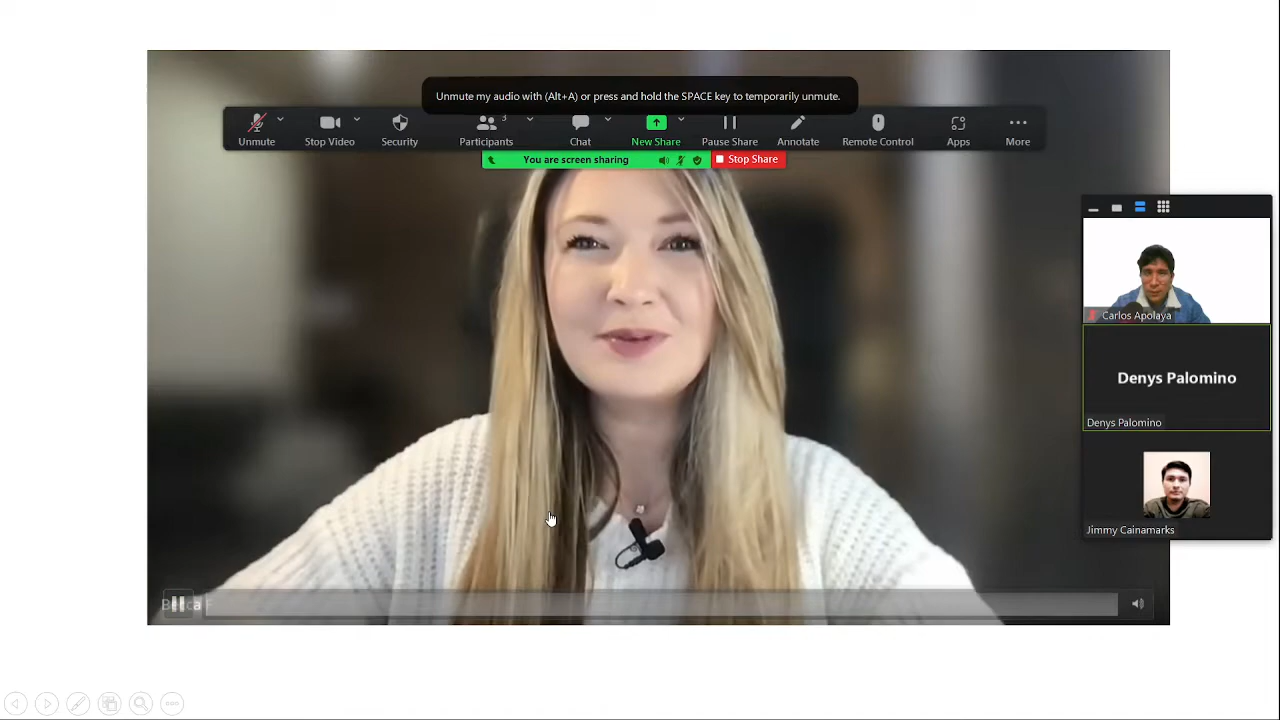 Unmute my audio with (Alt+A) or press and hold the SPACE key to temporarily unmute.
3
Unmute
Stop Video
Security
Participants
Chat
New Share
Pause Share
Annotate
Remote Control
Apps
More
You are screen sharing
Stop Share
Carlos Apolaya
Denys Palomino
Denys Palomino
Jimmy Cainamarks